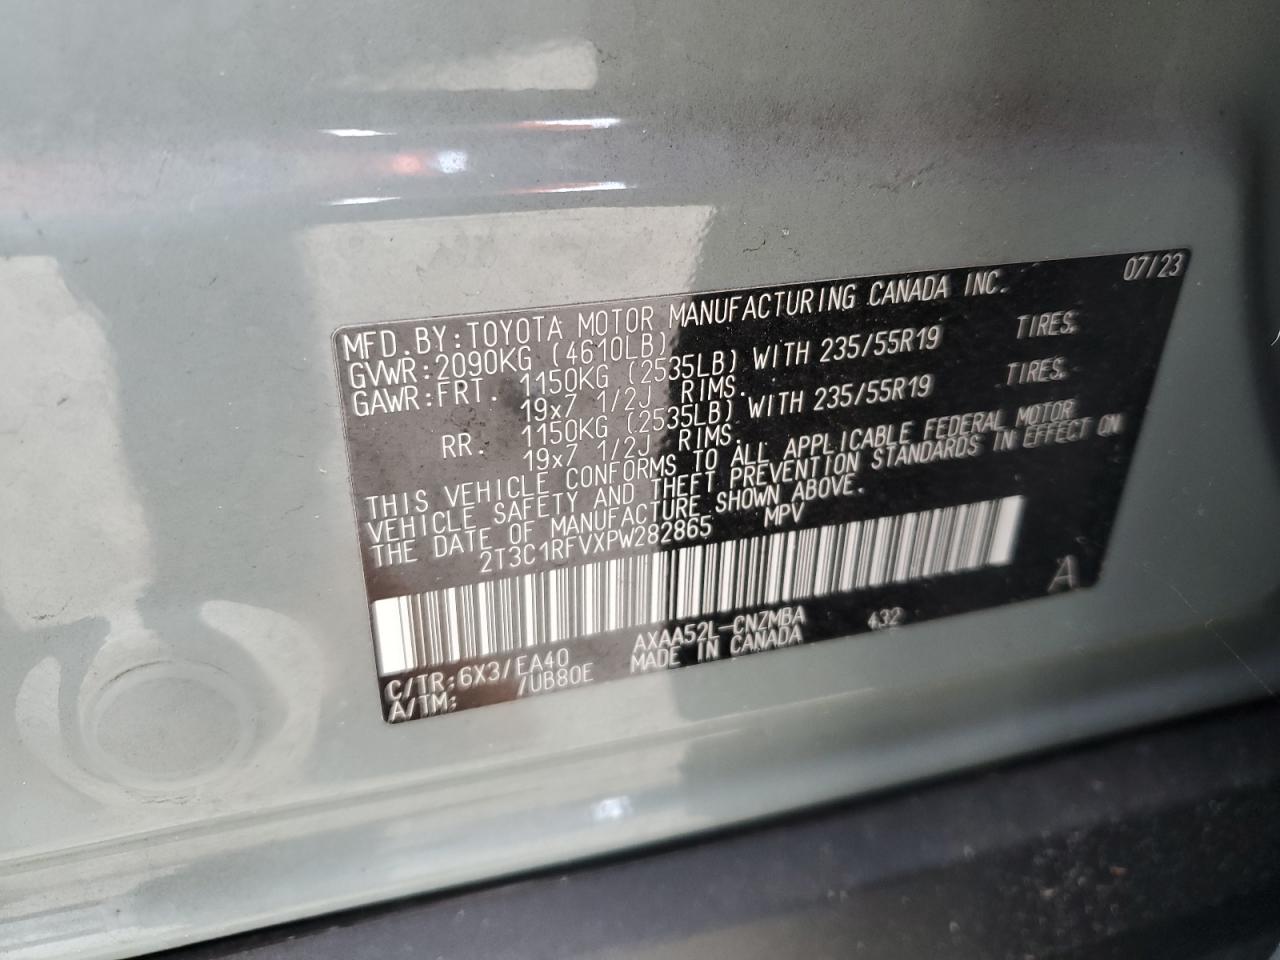 07/23
MFD.BY:TOYOTA MOTOR MANUFACTURING CANADA INC.
GVWR:2090KG (4610LB)
GAWR:FRT. 1150KG (2535LB) WITH 235/55R19 TIRES.
19x7 1/2J RIMS.
RR. 1150KG (2535LB) WITH 235/55R19 TIRES.
19x7 1/2J RIMS.
THIS VEHICLE CONFORMS TO ALL APPLICABLE FEDERAL MOTOR
VEHICLE SAFETY AND THEFT PREVENTION STANDARDS IN EFFECT ON
THE DATE OF MANUFACTURE SHOWN ABOVE.
2T3C1RFVXPW282865 MPV
A
C/TR:6X3/EA40 AXAA52L-CNZMBA 432
A/TM: /UB80E MADE IN CANADA